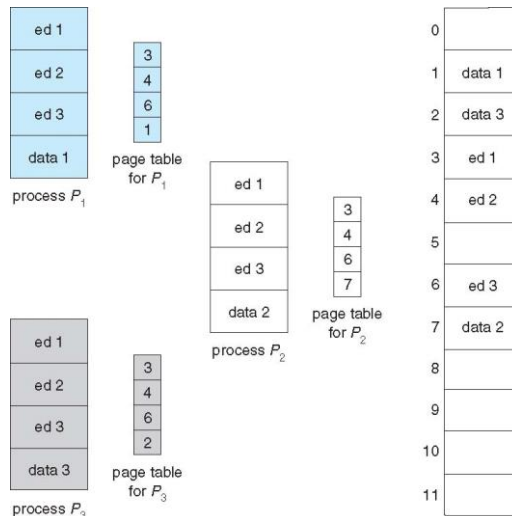 ed 1
ed 2
ed 3
data 1
process P1
3
4
6
1
page table
for P1
ed 1
ed 2
ed 3
data 2
process P2
3
4
6
7
page table
for P2
ed 1
ed 2
ed 3
data 3
process P3
3
4
6
2
page table
for P3
0
1 data 1
2 data 3
3 ed 1
4 ed 2
5
6 ed 3
7 data 2
8
9
10
11